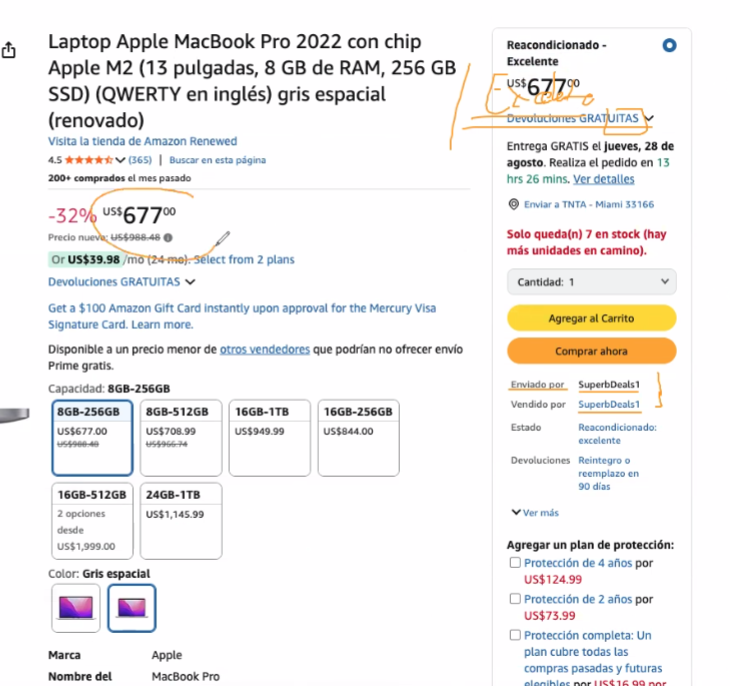 Laptop Apple MacBook Pro 2022 con chip
Apple M2 (13 pulgadas, 8 GB de RAM, 256 GB
SSD) (QWERTY en inglés) gris espacial
(renovado)
Visita la tienda de Amazon Renewed
4.5 (365) | Buscar en esta página
200+ comprados el mes pasado
-32% US$677⁰⁰
Precio nuevo: US$988.48
Or US$39.98 /mo (24 mo). Select from 2 plans
Devoluciones GRATUITAS
Get a $100 Amazon Gift Card instantly upon approval for the Mercury Visa
Signature Card. Learn more.
Disponible a un precio menor de otros vendedores que podrían no ofrecer envío
Prime gratis.
Capacidad: 8GB-256GB
8GB-256GB
US$677.00
US$988.48
8GB-512GB
US$708.99
US$966.74
16GB-1TB
US$949.99
16GB-256GB
US$844.00
16GB-512GB
2 opciones
desde
US$1,999.00
24GB-1TB
US$1,145.99
Color: Gris espacial
Marca Apple
Nombre del MacBook Pro
Reacondicionado -
Excelente
US$677⁰⁰
Devoluciones GRATUITAS
Entrega GRATIS el jueves, 28 de
agosto. Realiza el pedido en 13
hrs 26 mins. Ver detalles
Enviar a TNTA - Miami 33166
Solo queda(n) 7 en stock (hay
más unidades en camino).
Cantidad: 1
Agregar al Carrito
Comprar ahora
Enviado por SuperbDeals1
Vendido por SuperbDeals1
Estado Reacondicionado:
excelente
Devoluciones Reintegro o
reemplazo en
90 días
Ver más
Agregar un plan de protección:
Protección de 4 años por
US$124.99
Protección de 2 años por
US$73.99
Protección completa: Un
plan cubre todas las
compras pasadas y futuras
elegibles por US$16.99 por